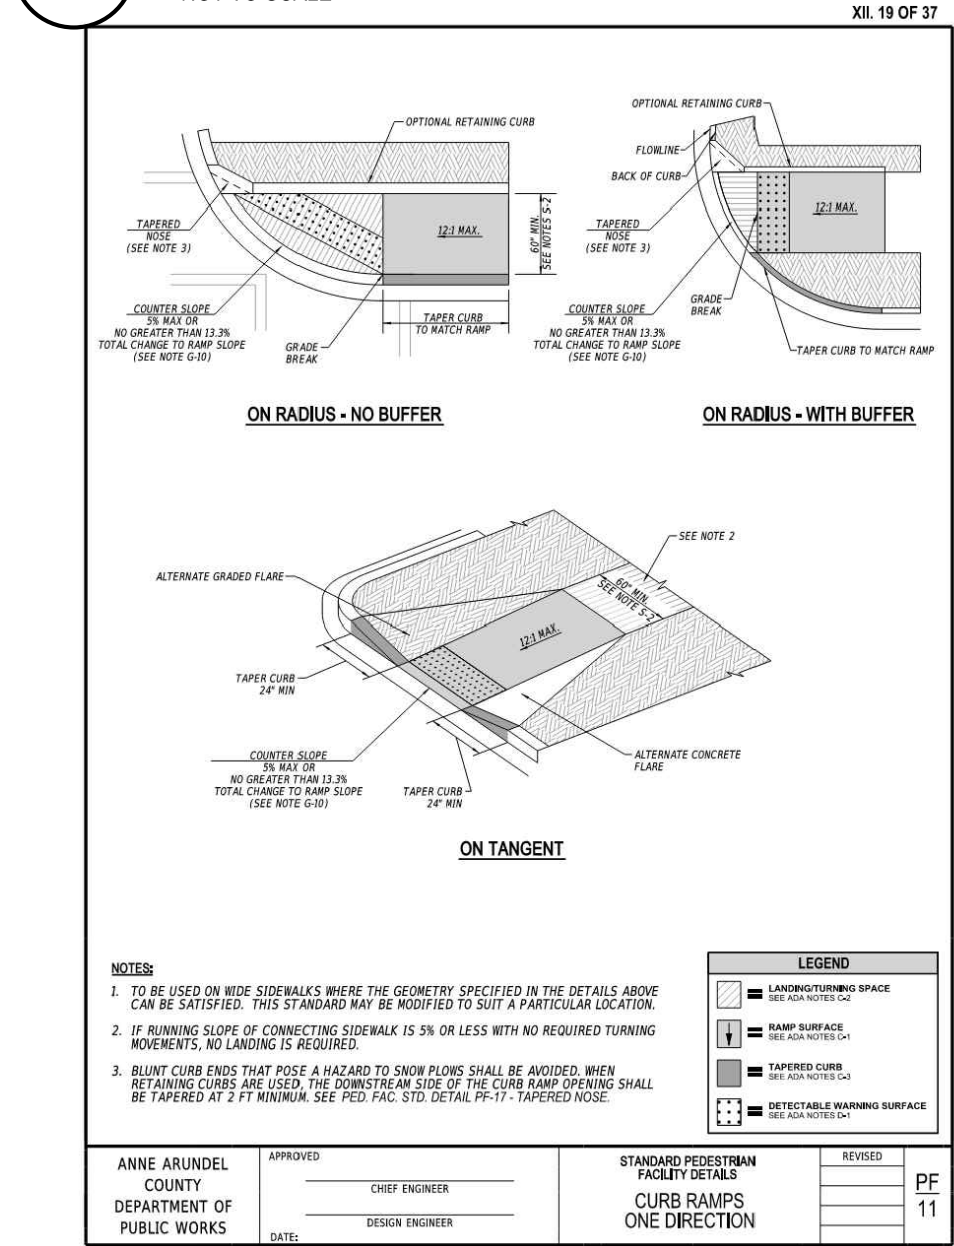 XII. 19 OF 37
OPTIONAL RETAINING CURB
TAPERED
NOSE
(SEE NOTE 3)
12:1 MAX.
60" MIN.
SEE NOTES S-2
COUNTER SLOPE
5% MAX OR
NO GREATER THAN 13.3%
TOTAL CHANGE TO RAMP SLOPE
(SEE NOTE G-10)
GRADE
BREAK
TAPER CURB
TO MATCH RAMP
ON RADIUS - NO BUFFER
OPTIONAL RETAINING CURB
FLOWLINE
BACK OF CURB
TAPERED
NOSE
(SEE NOTE 3)
12:1 MAX.
COUNTER SLOPE
5% MAX OR
NO GREATER THAN 13.3%
TOTAL CHANGE TO RAMP SLOPE
(SEE NOTE G-10)
GRADE
BREAK
TAPER CURB TO MATCH RAMP
ON RADIUS - WITH BUFFER
SEE NOTE 2
ALTERNATE GRADED FLARE
60" MIN.
SEE NOTE S-2
12:1 MAX.
TAPER CURB
24" MIN
COUNTER SLOPE
5% MAX OR
NO GREATER THAN 13.3%
TOTAL CHANGE TO RAMP SLOPE
(SEE NOTE G-10)
TAPER CURB
24" MIN
ALTERNATE CONCRETE
FLARE
ON TANGENT
NOTES:
1. TO BE USED ON WIDE SIDEWALKS WHERE THE GEOMETRY SPECIFIED IN THE DETAILS ABOVE
CAN BE SATISFIED. THIS STANDARD MAY BE MODIFIED TO SUIT A PARTICULAR LOCATION.
2. IF RUNNING SLOPE OF CONNECTING SIDEWALK IS 5% OR LESS WITH NO REQUIRED TURNING
MOVEMENTS, NO LANDING IS REQUIRED.
3. BLUNT CURB ENDS THAT POSE A HAZARD TO SNOW PLOWS SHALL BE AVOIDED. WHEN
RETAINING CURBS ARE USED, THE DOWNSTREAM SIDE OF THE CURB RAMP OPENING SHALL
BE TAPERED AT 2 FT MINIMUM. SEE PED. FAC. STD. DETAIL PF-17 - TAPERED NOSE.
LEGEND
LANDING/TURNING SPACE
SEE ADA NOTES C-2
RAMP SURFACE
SEE ADA NOTES C-1
TAPERED CURB
SEE ADA NOTES C-3
DETECTABLE WARNING SURFACE
SEE ADA NOTES D-1
ANNE ARUNDEL
COUNTY
DEPARTMENT OF
PUBLIC WORKS
APPROVED
CHIEF ENGINEER
DESIGN ENGINEER
DATE:
STANDARD PEDESTRIAN
FACILITY DETAILS
CURB RAMPS
ONE DIRECTION
REVISED
PF
11